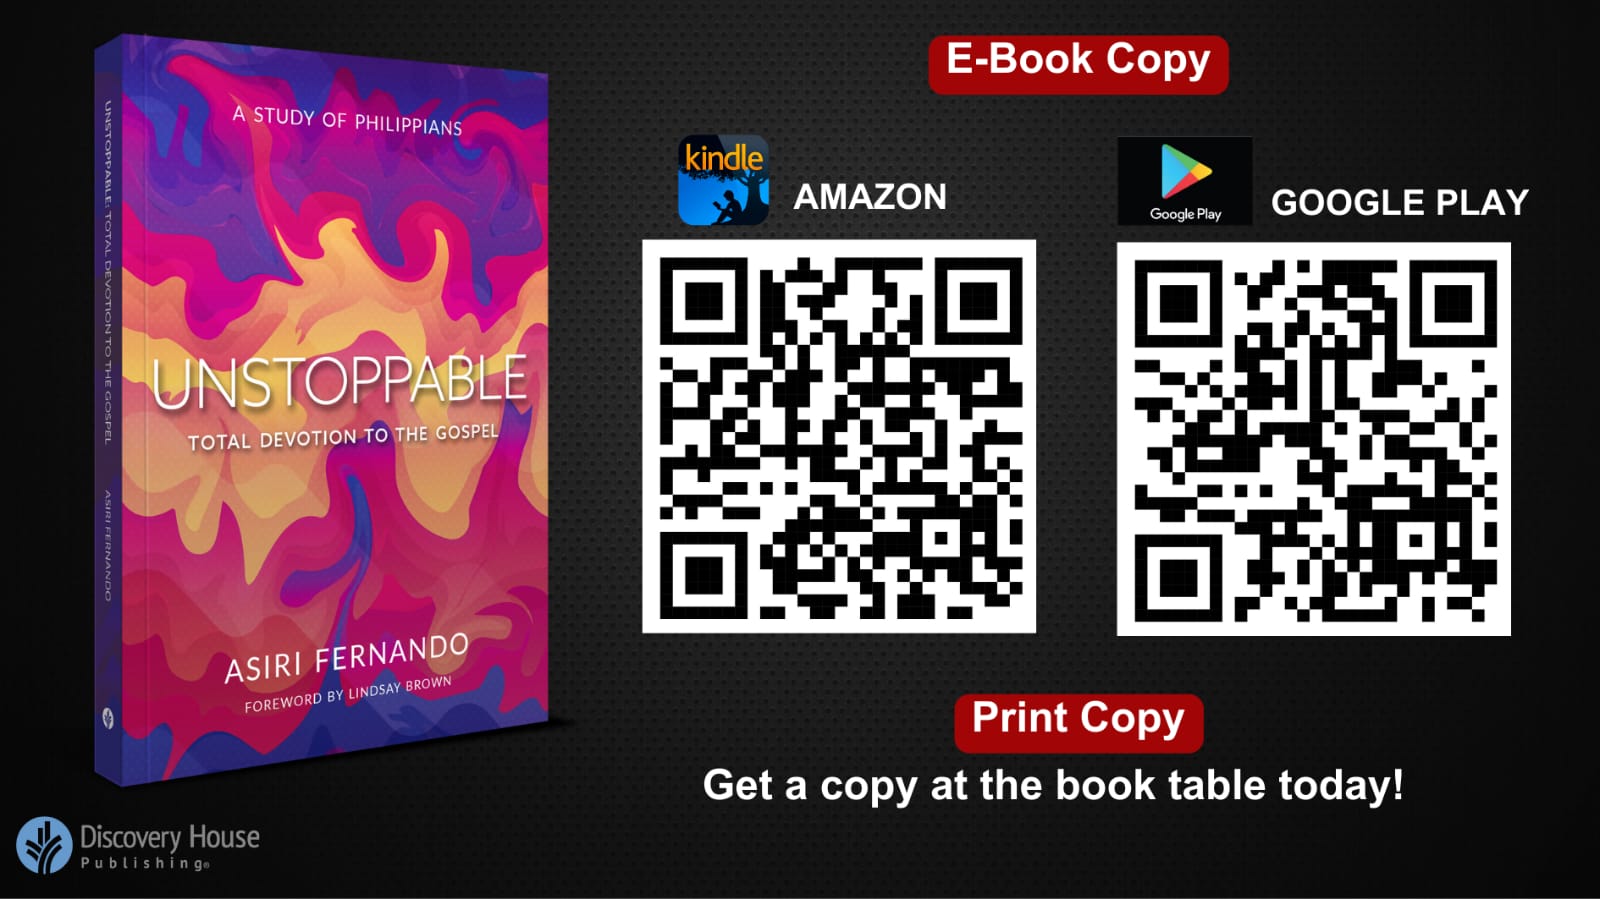 A STUDY OF PHILIPPIANS
UNSTOPPABLE
TOTAL DEVOTION TO THE GOSPEL
ASIRI FERNANDO
FOREWORD BY LINDSAY BROWN
UNSTOPPABLE: TOTAL DEVOTION TO THE GOSPEL ASIRI FERNANDO
E-Book Copy
kindle
AMAZON
Google Play
GOOGLE PLAY
Print Copy
Get a copy at the book table today!
Discovery House
Publishing®